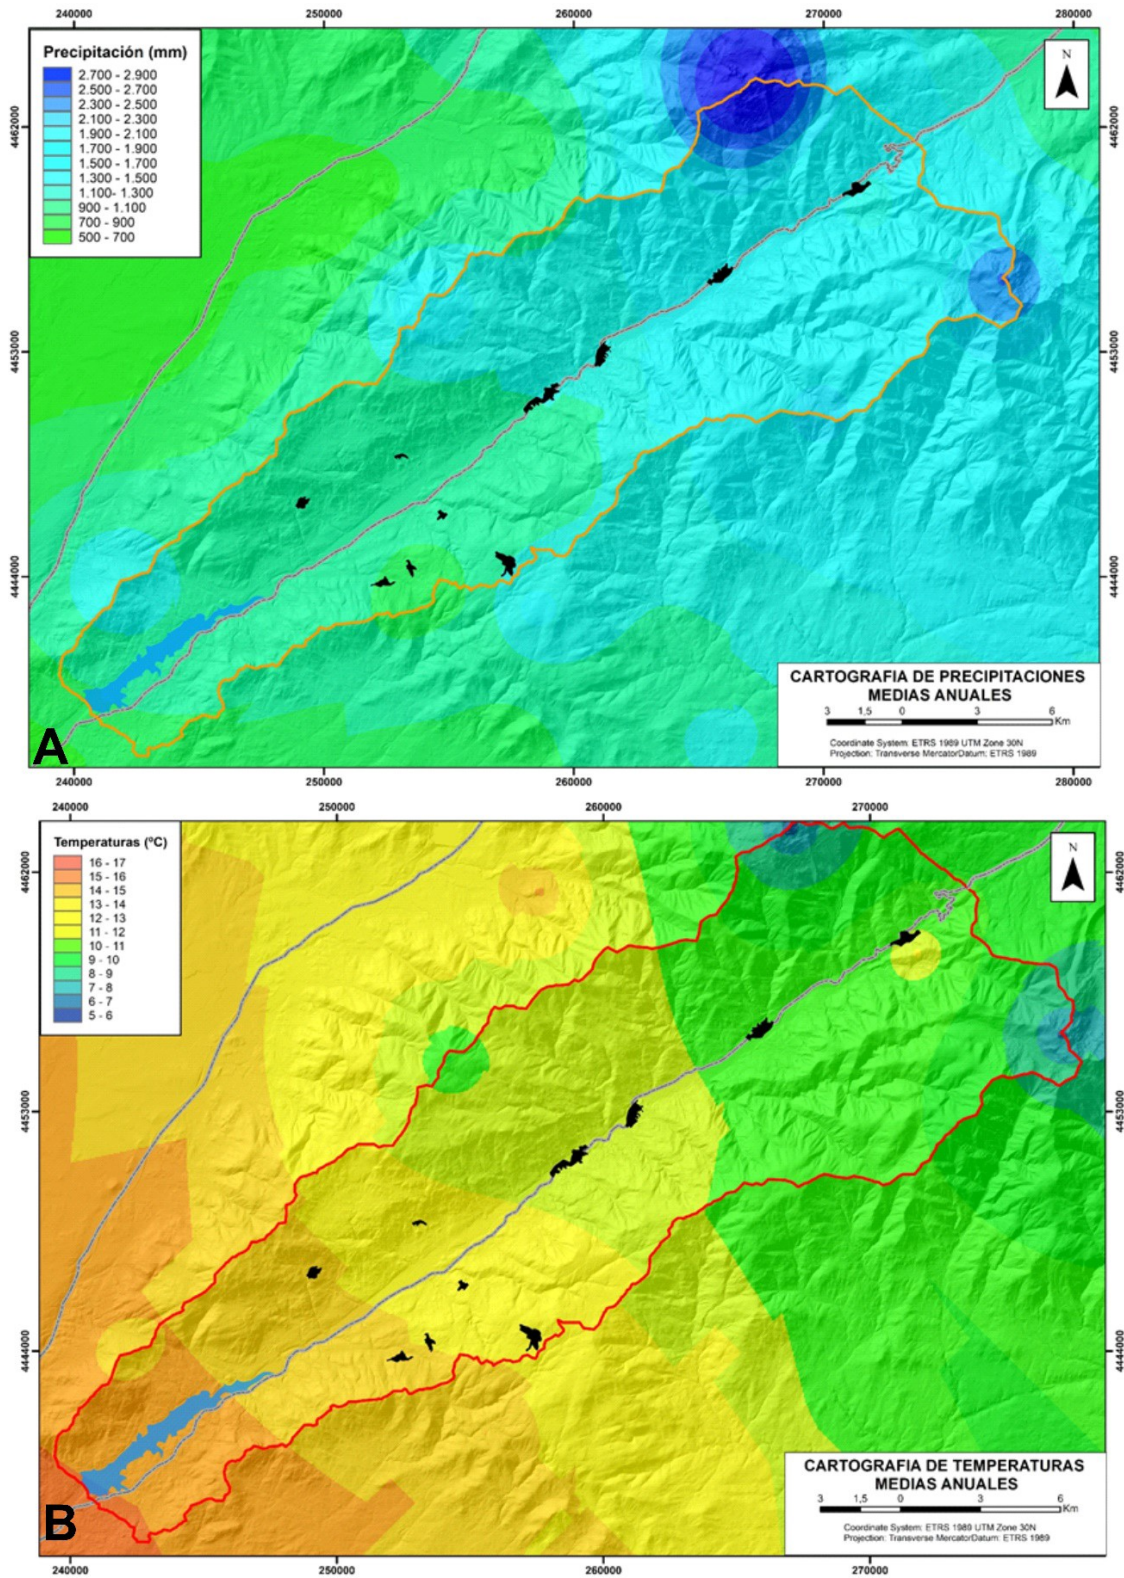 240000 250000 260000 270000 280000
Precipitación (mm)
2.700 - 2.900
2.500 - 2.700
2.300 - 2.500
2.100 - 2.300
1.900 - 2.100
1.700 - 1.900
1.500 - 1.700
1.300 - 1.500
1.100- 1.300
900 - 1.100
700 - 900
500 - 700
N
4462000 4462000
4453000 4453000
4444000 4444000
CARTOGRAFIA DE PRECIPITACIONES
MEDIAS ANUALES
3 1,5 0 3 6
Km
Coordinate System: ETRS 1989 UTM Zone 30N
Projection: Transverse MercatorDatum: ETRS 1989
A
240000 250000 260000 270000 280000
240000 250000 260000 270000
Temperaturas (ºC)
16 - 17
15 - 16
14 - 15
13 - 14
12 - 13
11 - 12
10 - 11
9 - 10
8 - 9
7 - 8
6 - 7
5 - 6
N
4462000 4462000
4453000 4453000
4444000 4444000
CARTOGRAFIA DE TEMPERATURAS
MEDIAS ANUALES
3 1,5 0 3 6
Km
Coordinate System: ETRS 1989 UTM Zone 30N
Projection: Transverse MercatorDatum: ETRS 1989
B
240000 250000 260000 270000